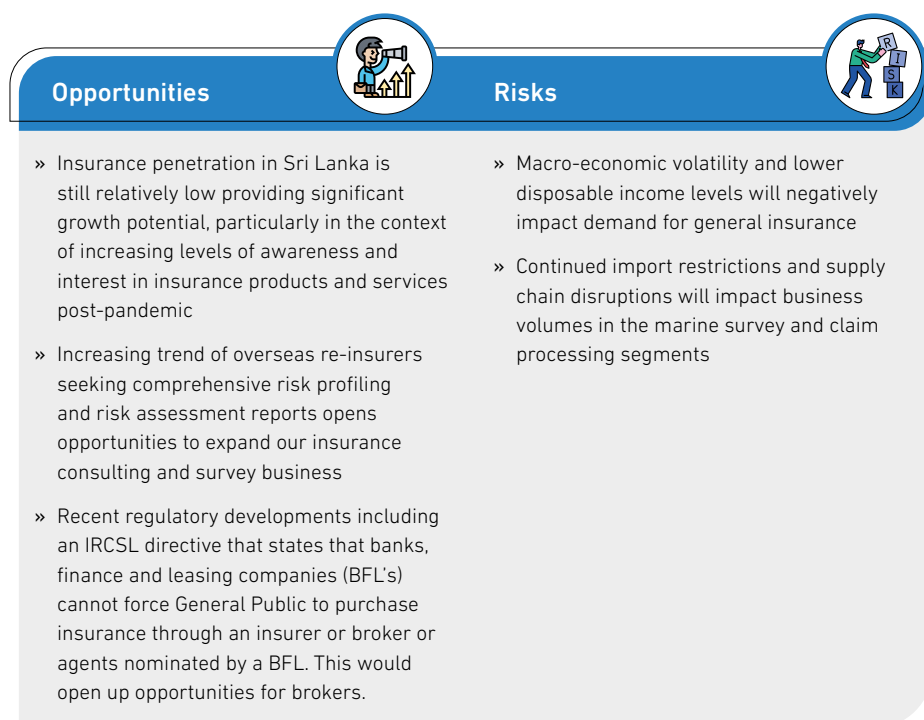 Opportunities
» Insurance penetration in Sri Lanka is
still relatively low providing significant
growth potential, particularly in the context
of increasing levels of awareness and
interest in insurance products and services
post-pandemic
» Increasing trend of overseas re-insurers
seeking comprehensive risk profiling
and risk assessment reports opens
opportunities to expand our insurance
consulting and survey business
» Recent regulatory developments including
an IRCSL directive that states that banks,
finance and leasing companies (BFL's)
cannot force General Public to purchase
insurance through an insurer or broker or
agents nominated by a BFL. This would
open up opportunities for brokers.
Risks
R
I
S
K
» Macro-economic volatility and lower
disposable income levels will negatively
impact demand for general insurance
» Continued import restrictions and supply
chain disruptions will impact business
volumes in the marine survey and claim
processing segments